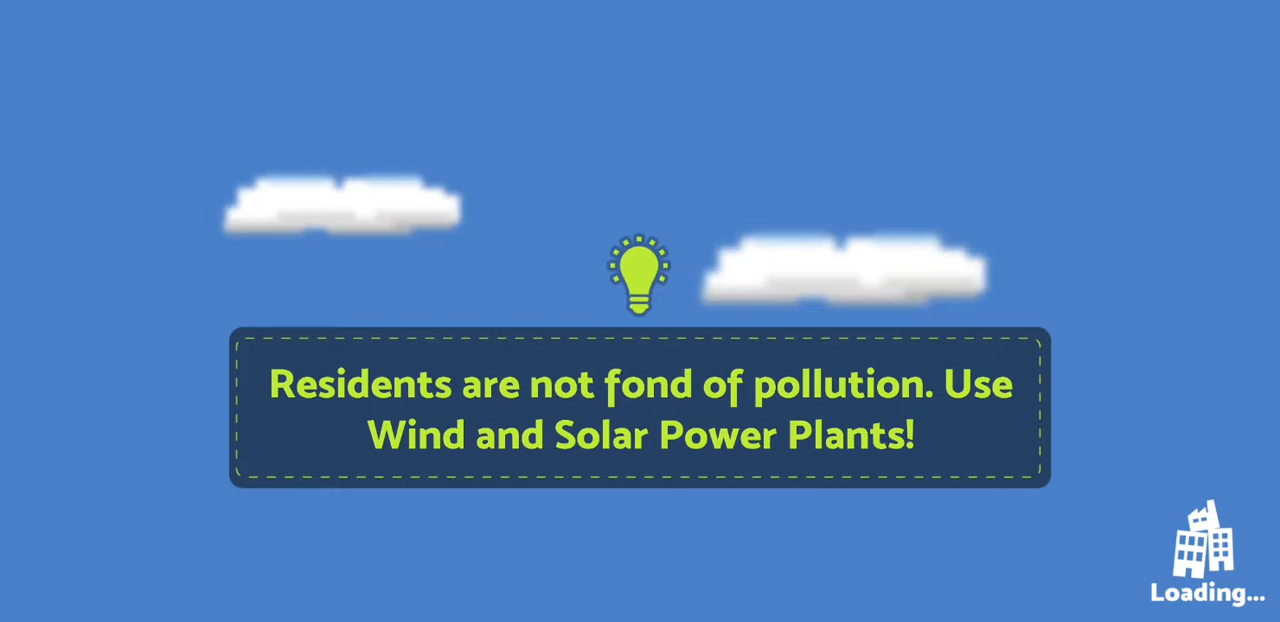 Residents are not fond of pollution. Use
Wind and Solar Power Plants!
Loading...